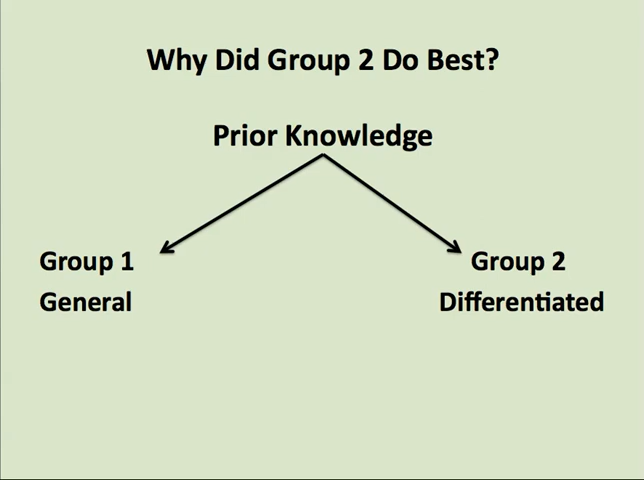 Why Did Group 2 Do Best?
Prior Knowledge
Group 1
General
Group 2
Differentiated